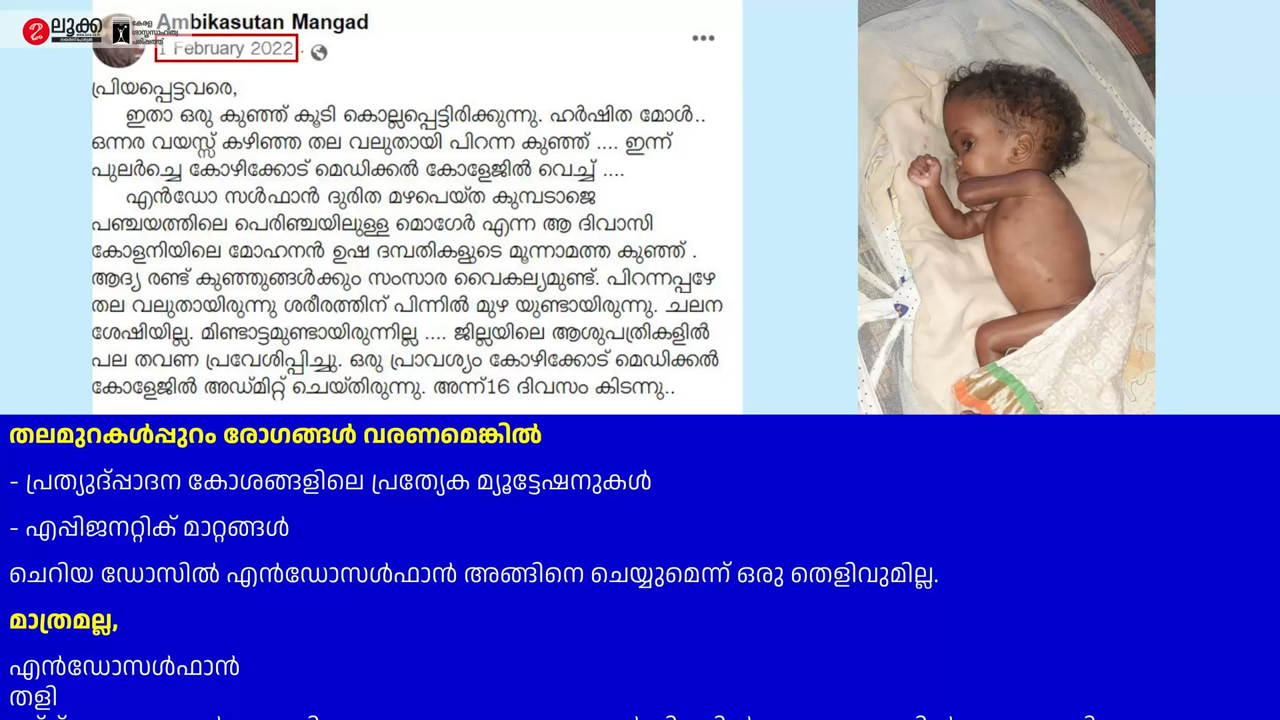 ലൂക്ക
കേരള
ശാസ്ത്രസാഹിത്യ
പരിഷത്ത്
Ambikasutan Mangad
1 February 2022
പ്രിയപ്പെട്ടവരെ,
ഇതാ ഒരു കുഞ്ഞ് കൂടി കൊല്ലപ്പെട്ടിരിക്കുന്നു. ഹർഷിത മോൾ..
ഒന്നര വയസ്സ് കഴിഞ്ഞ തല വലുതായി പിറന്ന കുഞ്ഞ് .... ഇന്ന്
പുലർച്ചെ കോഴിക്കോട് മെഡിക്കൽ കോളേജിൽ വെച്ച് ....
എൻഡോ സൾഫാൻ ദുരിത മഴപെയ്ത കുമ്പടാജെ
പഞ്ചയത്തിലെ പെരിഞ്ചയിലുള്ള മൊഗേർ എന്ന ആ ദിവാസി
കോളനിയിലെ മോഹനൻ ഉഷ ദമ്പതികളുടെ മൂന്നാമത്ത കുഞ്ഞ് .
ആദ്യ രണ്ട് കുഞ്ഞുങ്ങൾക്കും സംസാര വൈകല്യമുണ്ട്. പിറന്നപ്പഴേ
തല വലുതായിരുന്നു ശരീരത്തിന് പിന്നിൽ മുഴ യുണ്ടായിരുന്നു. ചലന
ശേഷിയില്ല. മിണ്ടാട്ടമുണ്ടായിരുന്നില്ല .... ജില്ലയിലെ ആശുപത്രികളിൽ
പല തവണ പ്രവേശിപ്പിച്ചു. ഒരു പ്രാവശ്യം കോഴിക്കോട് മെഡിക്കൽ
കോളേജിൽ അഡ്മിറ്റ് ചെയ്തിരുന്നു. അന്ന്16 ദിവസം കിടന്നു..
തലമുറകൾപ്പുറം രോഗങ്ങൾ വരണമെങ്കിൽ
- പ്രത്യുദ്പ്പാദന കോശങ്ങളിലെ പ്രത്യേക മ്യൂട്ടേഷനുകൾ
- എപ്പിജനറ്റിക് മാറ്റങ്ങൾ
ചെറിയ ഡോസിൽ എൻഡോസൾഫാൻ അങ്ങിനെ ചെയ്യുമെന്ന് ഒരു തെളിവുമില്ല.
മാത്രമല്ല,
എൻഡോസൾഫാൻ
തളി